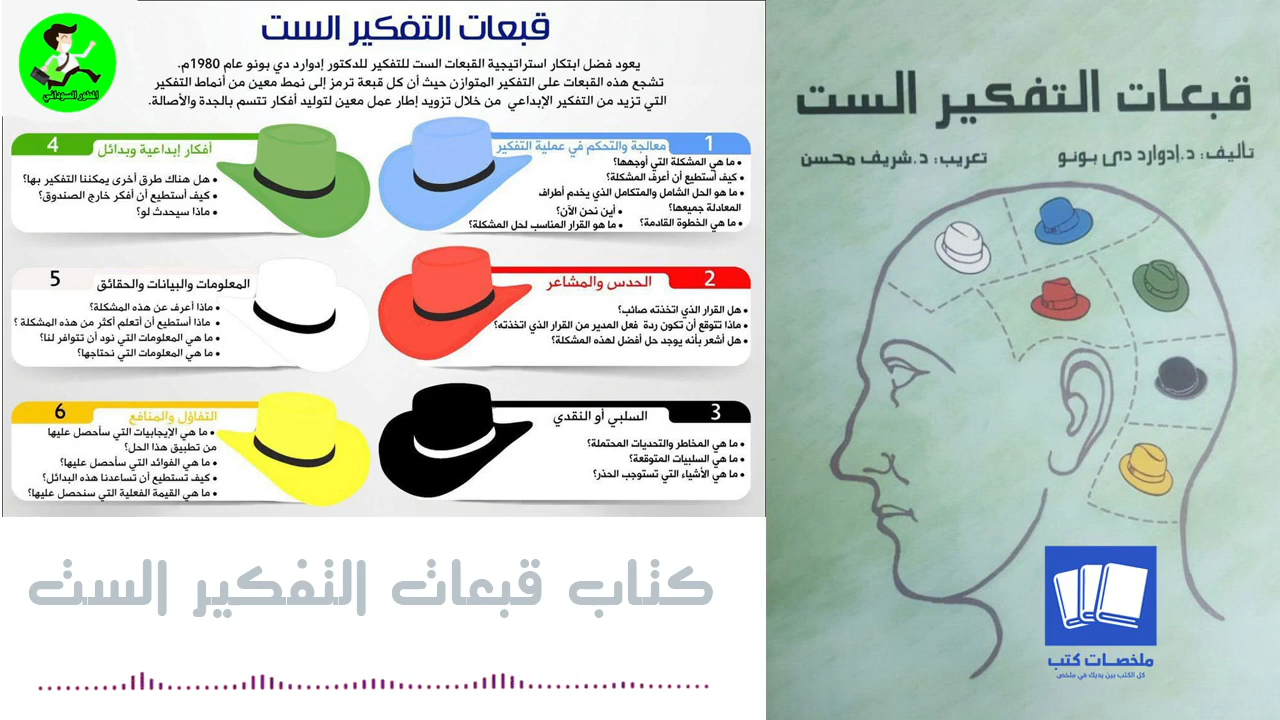 قبعات التفكير الست
يعود فضل ابتكار استراتيجية القبعات الست للتفكير للدكتور إدوارد دي بونو عام 1980م.
تشجع هذه القبعات على التفكير المتوازن حيث أن كل قبعة ترمز إلى نمط معين من أنماط التفكير
التي تزيد من التفكير الإبداعي من خلال تزويد إطار عمل معين لتوليد أفكار تتسم بالجدة والأصالة.
المطور السوداني
1
معالجة والتحكم في عملية التفكير
• ما هي المشكلة التي أوجهها؟
• كيف أستطيع أن أعرف المشكلة؟
• ما هو الحل الشامل والمتكامل الذي يخدم أطراف
المعادلة جميعها؟
• أين نحن الآن؟
• ما هي الخطوة القادمة؟
• ما هو القرار المناسب لحل المشكلة؟
2
الحدس والمشاعر
• هل القرار الذي اتخذته صائب؟
• ماذا تتوقع أن تكون ردة فعل المدير من القرار الذي اتخذته؟
• هل أشعر بأنه يوجد حل أفضل لهذه المشكلة؟
3
السلبي أو النقدي
• ما هي المخاطر والتحديات المحتملة؟
• ما هي السلبيات المتوقعة؟
• ما هي الأشياء التي تستوجب الحذر؟
4
أفكار إبداعية وبدائل
• هل هناك طرق أخرى يمكننا التفكير بها؟
• كيف أستطيع أن أفكر خارج الصندوق؟
• ماذا سيحدث لو؟
5
المعلومات والبيانات والحقائق
• ماذا أعرف عن هذه المشكلة؟
• ماذا أستطيع أن أتعلم أكثر من هذه المشكلة ؟
• ما هي المعلومات التي نود أن تتوافر لنا؟
• ما هي المعلومات التي نحتاجها؟
6
التفاؤل والمنافع
• ما هي الإيجابيات التي سأحصل عليها
من تطبيق هذا الحل؟
• ما هي الفوائد التي سأحصل عليها؟
• كيف تستطيع أن تساعدنا هذه البدائل؟
• ما هي القيمة الفعلية التي سنحصل عليها؟
كتاب قبعات التفكير الست
قبعات التفكير الست
تأليف: د.إدوارد دي بونو
تعريب: د.شريف محسن
ملخصات كتب
كل الكتب بين يديك في ملخص